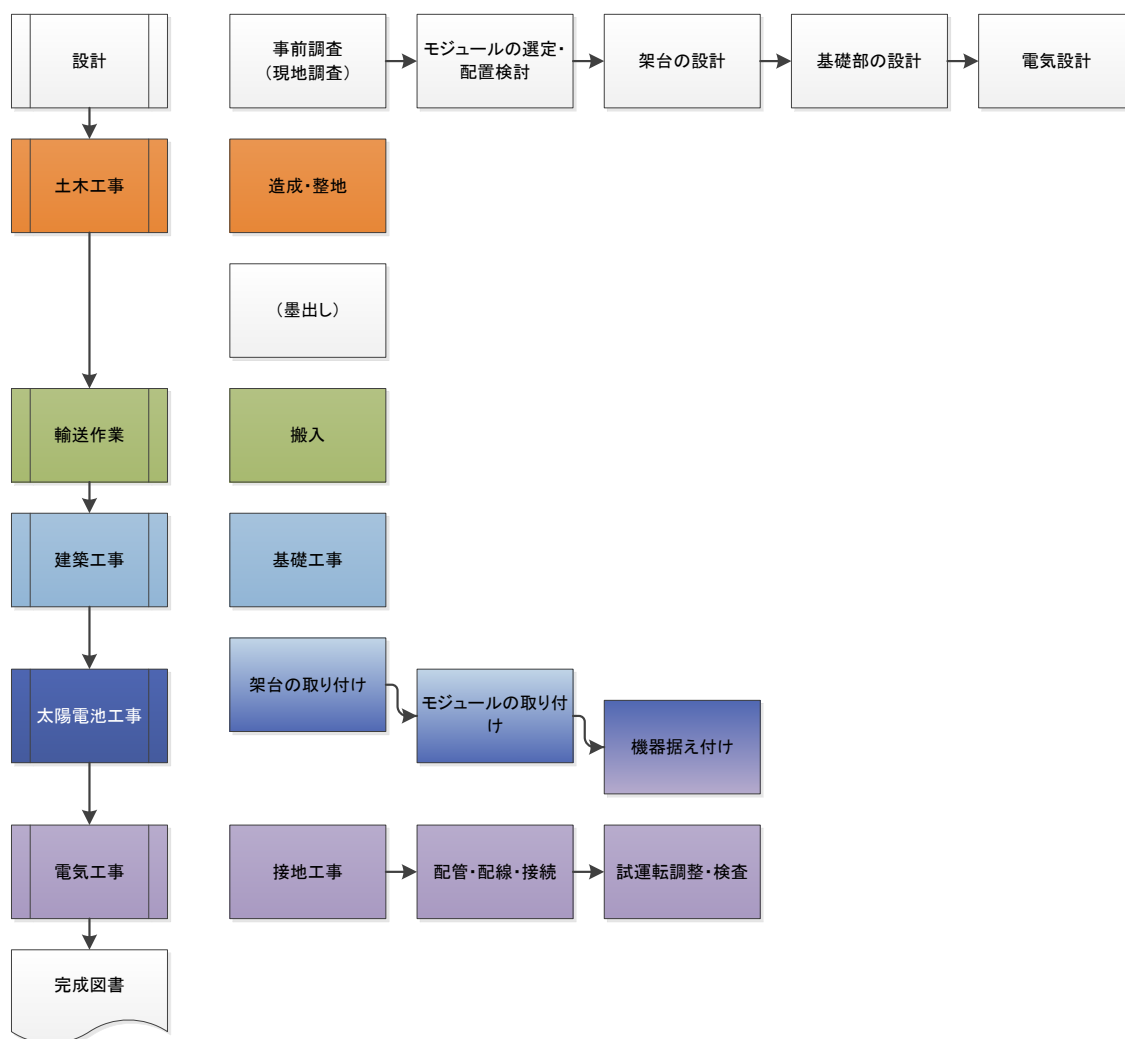 設計
事前調査
（現地調査）
モジュールの選定・
配置検討
架台の設計
基礎部の設計
電気設計
土木工事
造成・整地
（墨出し）
輸送作業
搬入
建築工事
基礎工事
太陽電池工事
架台の取り付け
モジュールの取り付
け
機器据え付け
電気工事
接地工事
配管・配線・接続
試運転調整・検査
完成図書